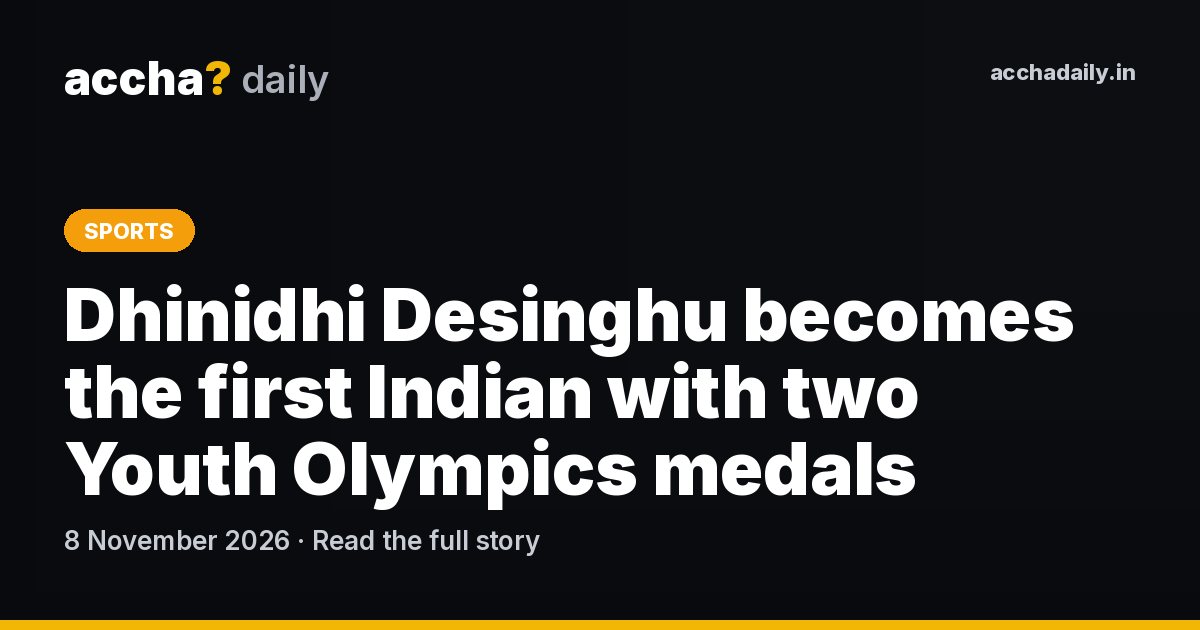 accha? daily
acchadaily.in
SPORTS
Dhinidhi Desinghu becomes
the first Indian with two
Youth Olympics medals
8 November 2026 · Read the full story